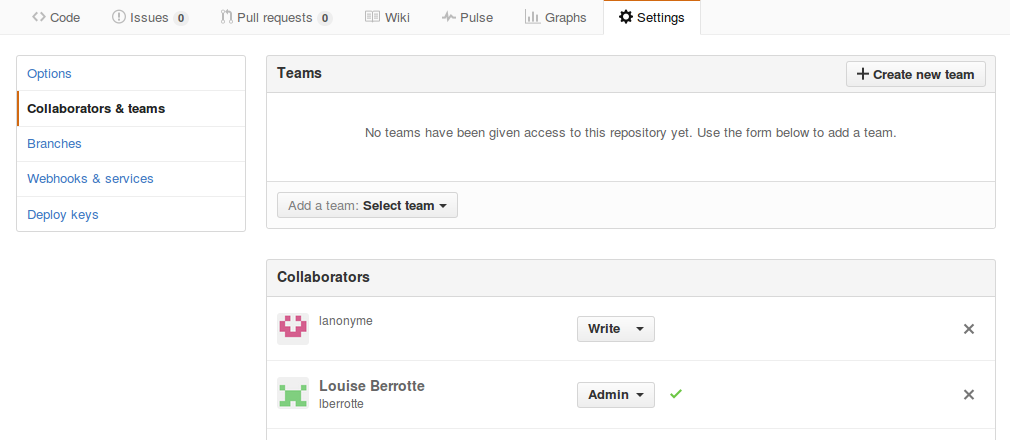 Code Issues 0 Pull requests 0 Wiki Pulse Graphs Settings
Options
Collaborators & teams
Branches
Webhooks & services
Deploy keys
Teams
Create new team
No teams have been given access to this repository yet. Use the form below to add a team.
Add a team: Select team
Collaborators
lanonyme
Write
Louise Berrotte
lberrotte
Admin